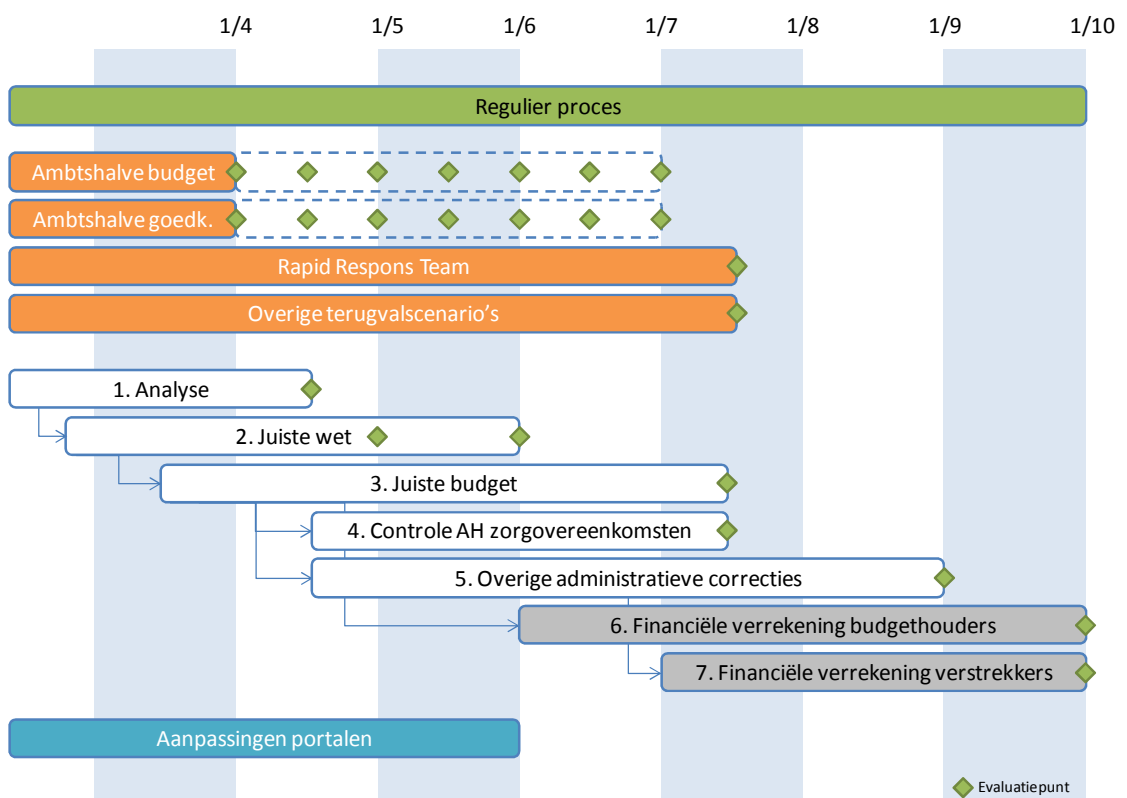 1/4 1/5 1/6 1/7 1/8 1/9 1/10
Regulier proces
Ambtshalve budget
Ambtshalve goedk.
Rapid Respons Team
Overige terugvalscenario's
1. Analyse
2. Juiste wet
3. Juiste budget
4. Controle AH zorgovereenkomsten
5. Overige administratieve correcties
6. Financiële verrekening budgethouders
7. Financiële verrekening verstrekkers
Aanpassingen portalen
Evaluatiepunt